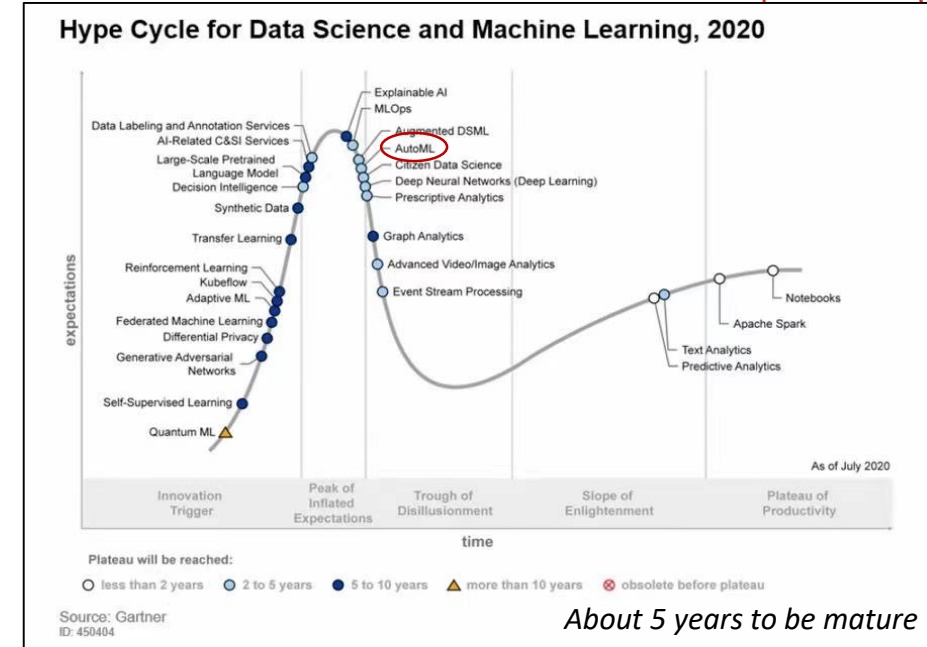 Hype Cycle for Data Science and Machine Learning, 2020
Explainable AI
MLOps
Augmented DSML
AutoML
Citizen Data Science
Deep Neural Networks (Deep Learning)
Prescriptive Analytics
Graph Analytics
Advanced Video/Image Analytics
Event Stream Processing
Data Labeling and Annotation Services
AI-Related C&SI Services
Large-Scale Pretrained
Language Model
Decision Intelligence
Synthetic Data
Transfer Learning
Reinforcement Learning
Kubeflow
Adaptive ML
Federated Machine Learning
Differential Privacy
Generative Adversarial
Networks
Self-Supervised Learning
Quantum ML
Notebooks
Apache Spark
Text Analytics
Predictive Analytics
expectations
As of July 2020
Innovation
Trigger
Peak of
Inflated
Expectations
Trough of
Disillusionment
Slope of
Enlightenment
Plateau of
Productivity
time
Plateau will be reached:
less than 2 years
2 to 5 years
5 to 10 years
more than 10 years
obsolete before plateau
Source: Gartner
ID: 450404
About 5 years to be mature